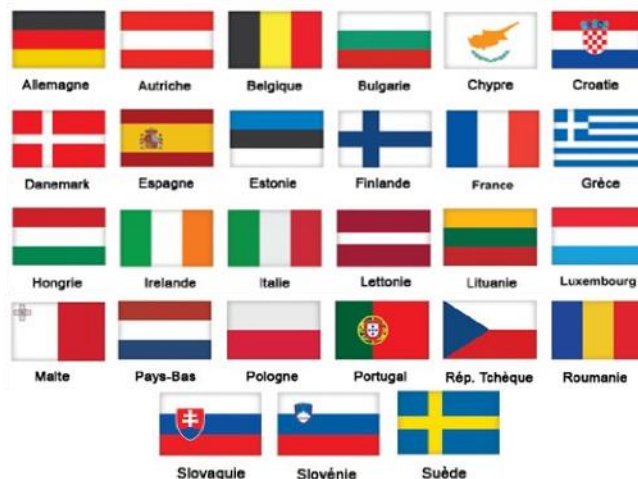 Allemagne Autriche Belgique Bulgarie Chypre Croatie
Danemark Espagne Estonie Finlande France Grèce
Hongrie Irelande Italie Lettonie Lituanie Luxembourg
Malte Pays-Bas Pologne Portugal Rép. Tchèque Roumanie
Slovaquie Slovénie Suède